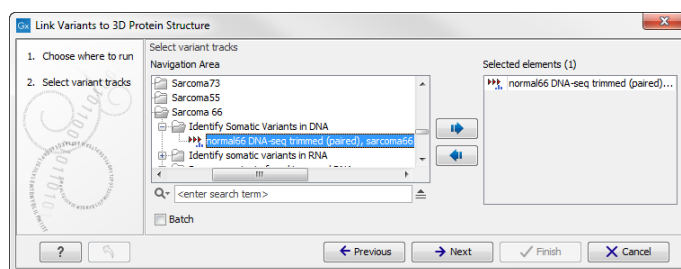 Gx Link Variants to 3D Protein Structure
1. Choose where to run
2. Select variant tracks
Select variant tracks
Navigation Area
Sarcoma73
Sarcoma55
Sarcoma 66
Identify Somatic Variants in DNA
normal66 DNA-seq trimmed (paired), sarcoma66
Identify somatic variants in RNA
<enter search term>
Batch
Selected elements (1)
normal66 DNA-seq trimmed (paired)...
?
Previous
Next
Finish
Cancel